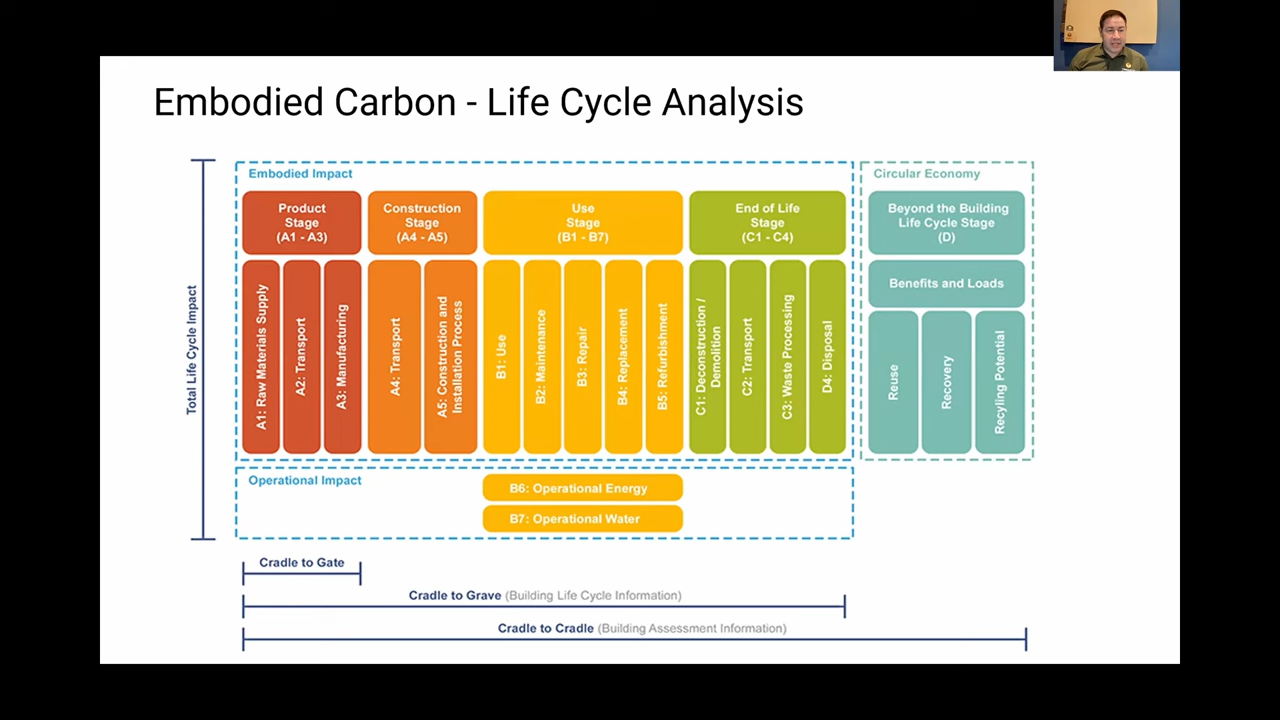 Embodied Carbon - Life Cycle Analysis
Total Life Cycle Impact
Embodied Impact
Product
Stage
(A1 - A3)
Construction
Stage
(A4 - A5)
Use
Stage
(B1 - B7)
End of Life
Stage
(C1 - C4)
A1: Raw Materials Supply
A2: Transport
A3: Manufacturing
A4: Transport
A5: Construction and
Installation Process
B1: Use
B2: Maintenance
B3: Repair
B4: Replacement
B5: Refurbishment
C1: Deconstruction /
Demolition
C2: Transport
C3: Waste Processing
D4: Disposal
Circular Economy
Beyond the Building
Life Cycle Stage
(D)
Benefits and Loads
Reuse
Recovery
Recyling Potential
Operational Impact
B6: Operational Energy
B7: Operational Water
Cradle to Gate
Cradle to Grave (Building Life Cycle Information)
Cradle to Cradle (Building Assessment Information)